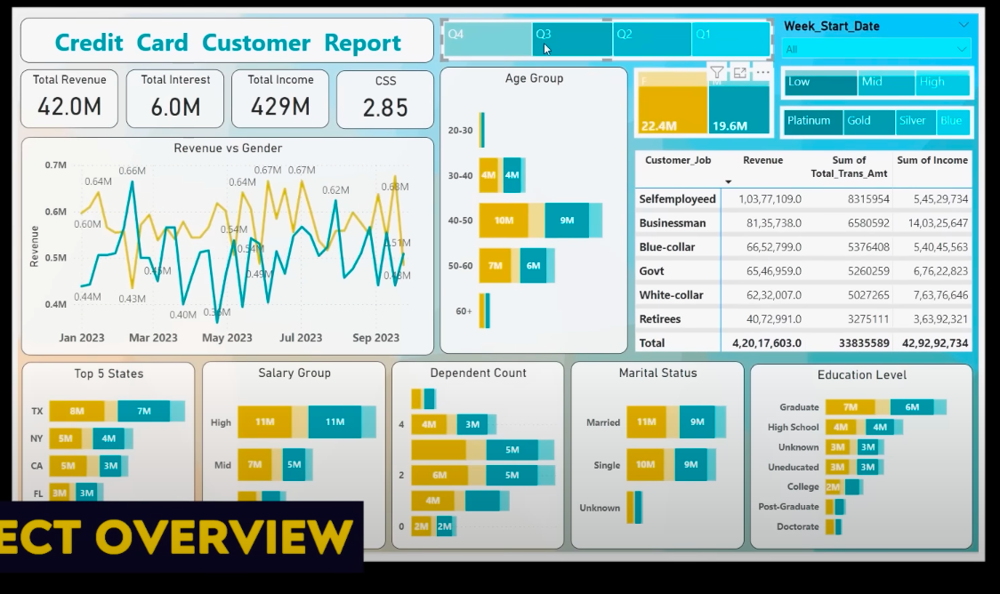 Credit Card Customer Report
Q4 Q3 Q2 Q1
Week_Start_Date
All
Low Mid High
Platinum Gold Silver Blue
Total Revenue
42.0M
Total Interest
6.0M
Total Income
429M
CSS
2.85
F
22.4M
19.6M
Revenue vs Gender
Revenue
0.7M
0.6M
0.5M
0.4M
0.64M
0.60M
0.44M
0.66M
0.43M
0.45M
0.40M
0.36M
0.54M
0.64M
0.54M
0.49M
0.67M
0.67M
0.62M
0.68M
0.51M
0.48M
Jan 2023 Mar 2023 May 2023 Jul 2023 Sep 2023
Age Group
20-30
30-40 4M 4M
40-50 10M 9M
50-60 7M 6M
60+
Customer_Job Revenue Sum of Total_Trans_Amt Sum of Income
Selfemployeed 1,03,77,109.0 8315954 5,45,29,734
Businessman 81,35,738.0 6580592 14,03,25,647
Blue-collar 66,52,799.0 5376408 5,40,45,563
Govt 65,46,959.0 5260259 6,76,22,823
White-collar 62,32,007.0 5027265 7,63,76,646
Retirees 40,72,991.0 3275111 3,63,92,321
Total 4,20,17,603.0 33835589 42,92,92,734
Top 5 States
TX 8M 7M
NY 5M 4M
CA 5M 3M
FL 3M 3M
Salary Group
High 11M 11M
Mid 7M 5M
Dependent Count
4 4M 3M
5M
2 6M 5M
4M
0 2M 2M
Marital Status
Married 11M 9M
Single 10M 9M
Unknown
Education Level
Graduate 7M 6M
High School 4M 4M
Unknown 3M 3M
Uneducated 3M 3M
College 2M
Post-Graduate
Doctorate
ECT OVERVIEW